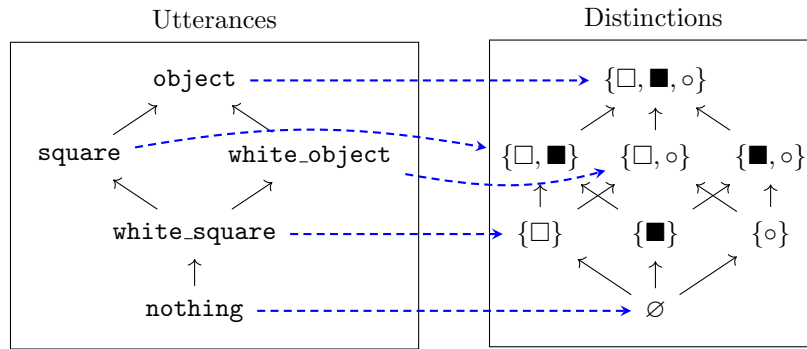 Utterances Distinctions
object {□, ■, ○}
square white_object {□, ■} {□, ○} {■, ○}
white_square {□} {■} {○}
nothing ∅